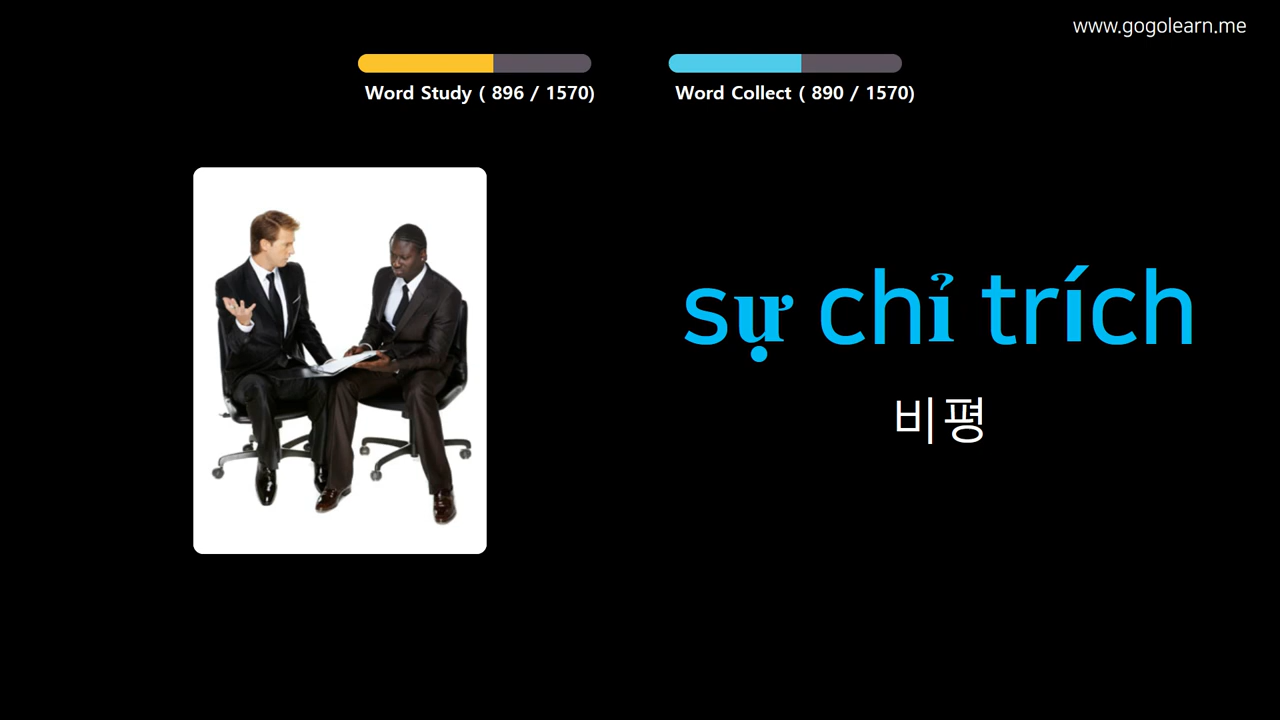 www.gogolearn.me
Word Study ( 896 / 1570)
Word Collect ( 890 / 1570)
sự chỉ trích
비평